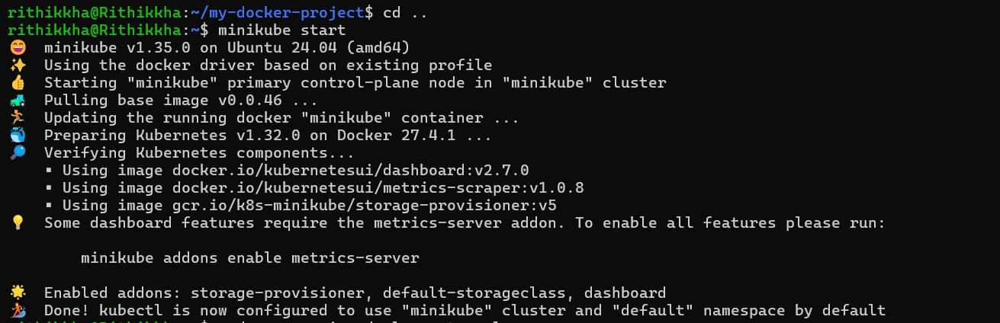 rithikkha@Rithikkha:~/my-docker-project$ cd ..
rithikkha@Rithikkha:~$ minikube start
😄 minikube v1.35.0 on Ubuntu 24.04 (amd64)
✨ Using the docker driver based on existing profile
👍 Starting "minikube" primary control-plane node in "minikube" cluster
🚜 Pulling base image v0.0.46 ...
🏃 Updating the running docker "minikube" container ...
🐳 Preparing Kubernetes v1.32.0 on Docker 27.4.1 ...
🔎 Verifying Kubernetes components...
▪ Using image docker.io/kubernetesui/dashboard:v2.7.0
▪ Using image docker.io/kubernetesui/metrics-scraper:v1.0.8
▪ Using image gcr.io/k8s-minikube/storage-provisioner:v5
💡 Some dashboard features require the metrics-server addon. To enable all features please run:
minikube addons enable metrics-server
🌟 Enabled addons: storage-provisioner, default-storageclass, dashboard
🏄 Done! kubectl is now configured to use "minikube" cluster and "default" namespace by default